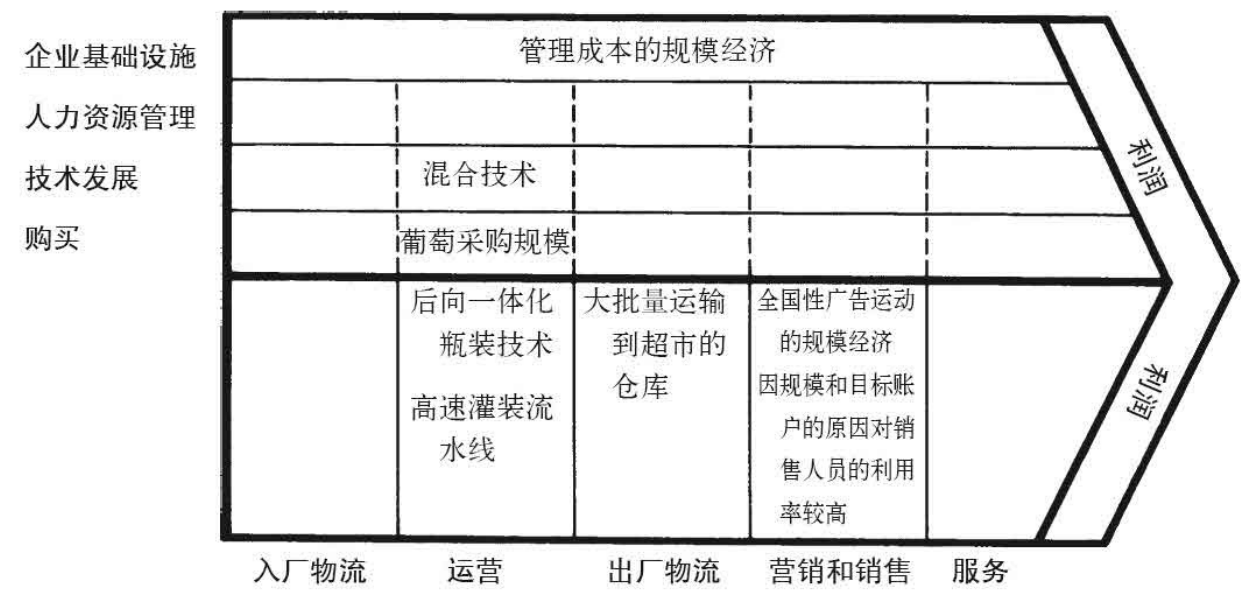 企业基础设施
管理成本的规模经济
人力资源管理
技术发展
混合技术
购买
葡萄采购规模
利润
后向一体化
瓶装技术
高速灌装流
水线
大批量运输
到超市的
仓库
全国性广告运动
的规模经济
因规模和目标账
户的原因对销
售人员的利用
率较高
利润
入厂物流
运营
出厂物流
营销和销售
服务